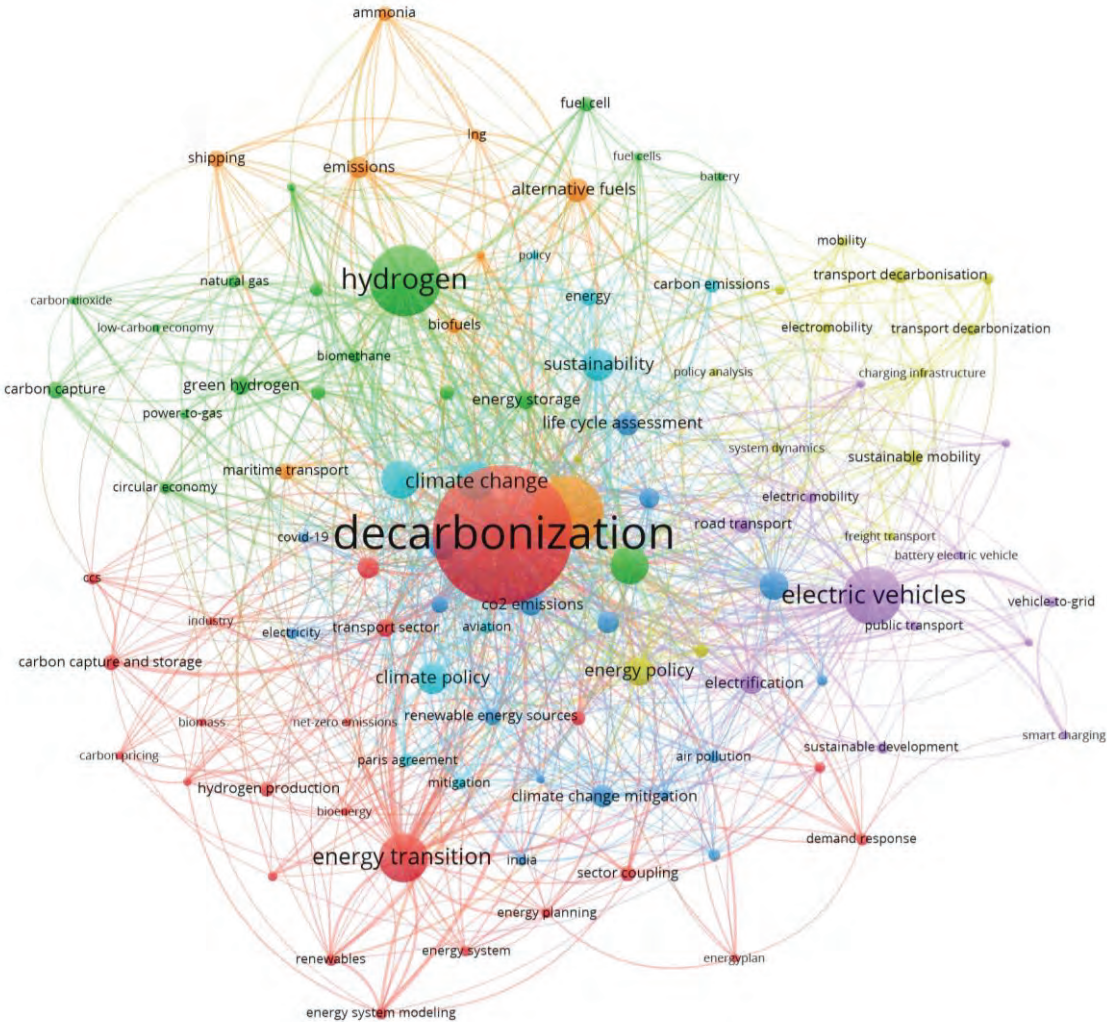 ammonia
fuel cell
lng
shipping
emissions
fuel cells
battery
alternative fuels
mobility
policy
transport decarbonisation
hydrogen
natural gas
energy
carbon emissions
carbon dioxide
low-carbon economy
biofuels
electromobility
transport decarbonization
biomethane
sustainability
policy analysis
charging infrastructure
carbon capture
green hydrogen
energy storage
power-to-gas
life cycle assessment
system dynamics
sustainable mobility
maritime transport
climate change
circular economy
electric mobility
road transport
covid-19
decarbonization
freight transport
battery electric vehicle
ccs
co2 emissions
electric vehicles
vehicle-to-grid
industry
electricity
transport sector
aviation
public transport
carbon capture and storage
climate policy
energy policy
electrification
biomass
net-zero emissions
renewable energy sources
smart charging
carbon pricing
paris agreement
air pollution
sustainable development
hydrogen production
mitigation
climate change mitigation
bioenergy
demand response
energy transition
india
sector coupling
energy planning
renewables
energy system
energyplan
energy system modeling